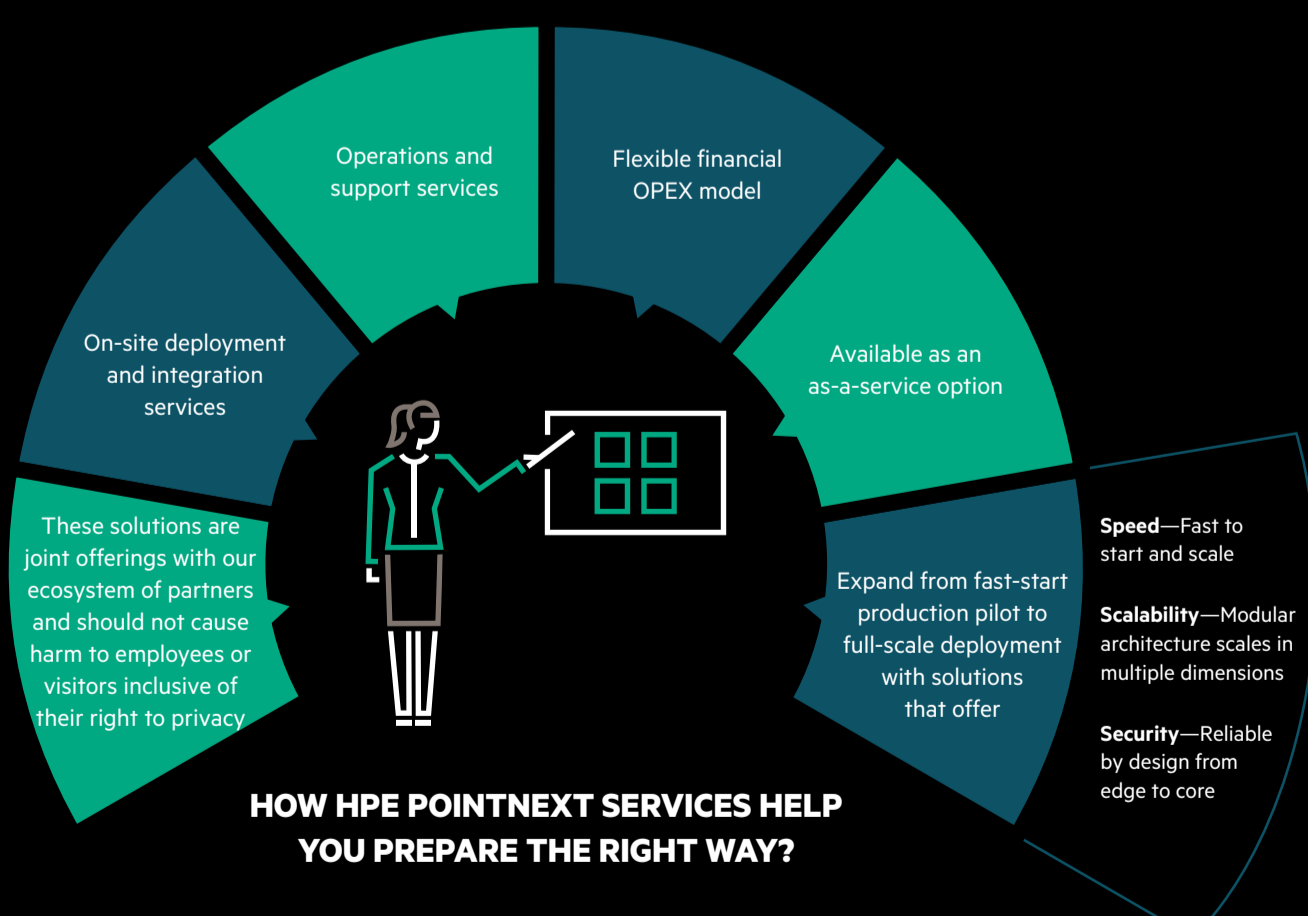 Operations and
support services
Flexible financial
OPEX model
On-site deployment
and integration
services
Available as an
as-a-service option
These solutions are
joint offerings with our
ecosystem of partners
and should not cause
harm to employees or
visitors inclusive of
their right to privacy
Expand from fast-start
production pilot to
full-scale deployment
with solutions
that offer
Speed—Fast to
start and scale
Scalability—Modular
architecture scales in
multiple dimensions
Security—Reliable
by design from
edge to core
HOW HPE POINTNEXT SERVICES HELP
YOU PREPARE THE RIGHT WAY?